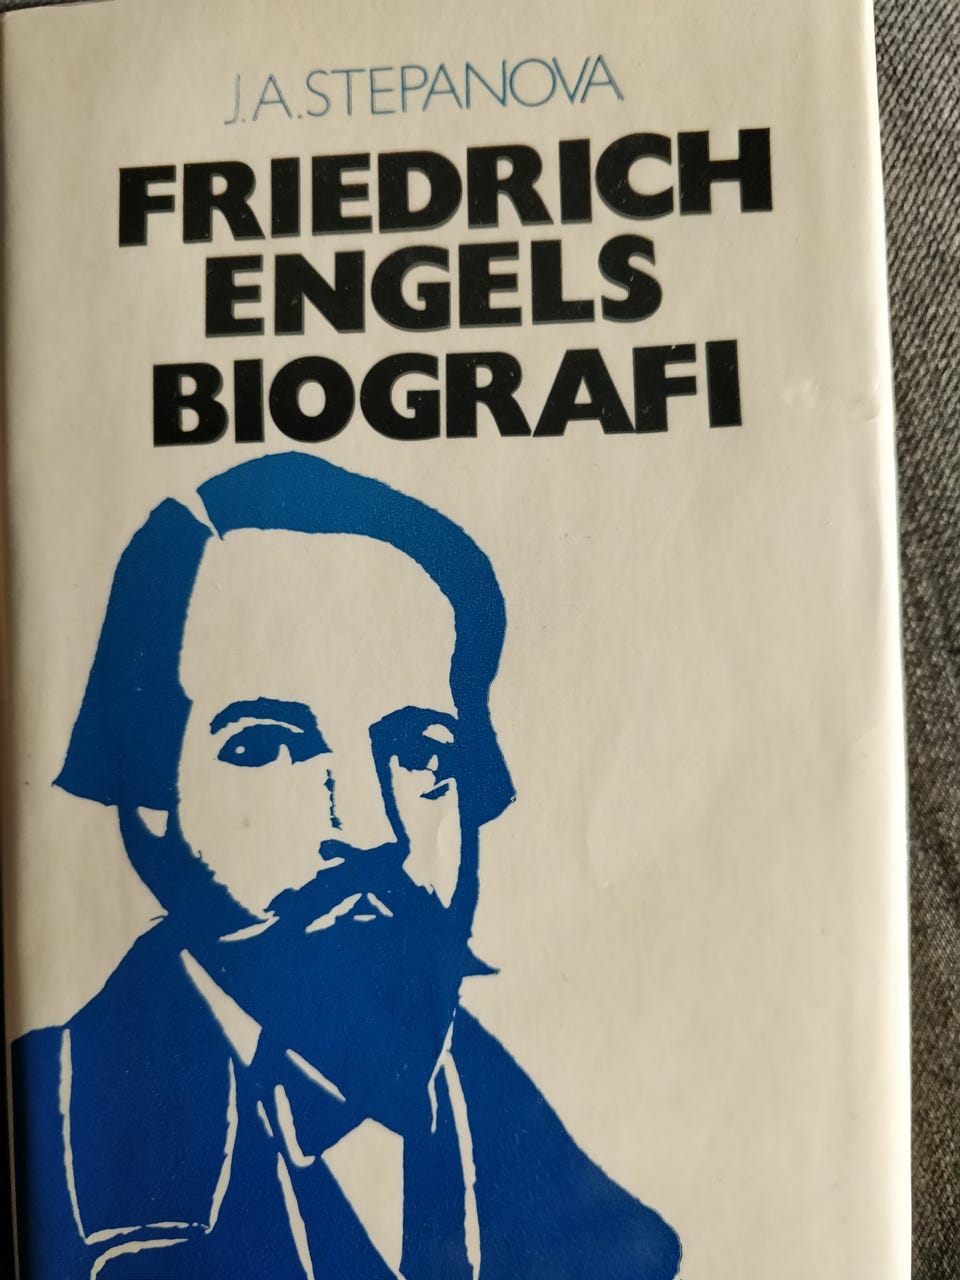 J.A.STEPANOVA
FRIEDRICH
ENGELS
BIOGRAFI